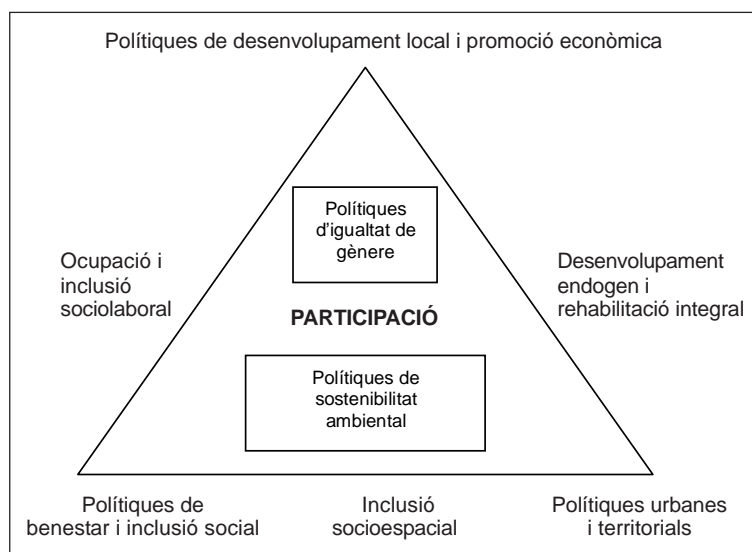 Polítiques de desenvolupament local i promoció econòmica
Polítiques
d'igualtat de
gènere
Ocupació i
inclusió
sociolaboral
Desenvolupament
endogen i
rehabilitació integral
PARTICIPACIÓ
Polítiques de
sostenibilitat
ambiental
Polítiques de
benestar i inclusió social
Inclusió
socioespacial
Polítiques urbanes
i territorials